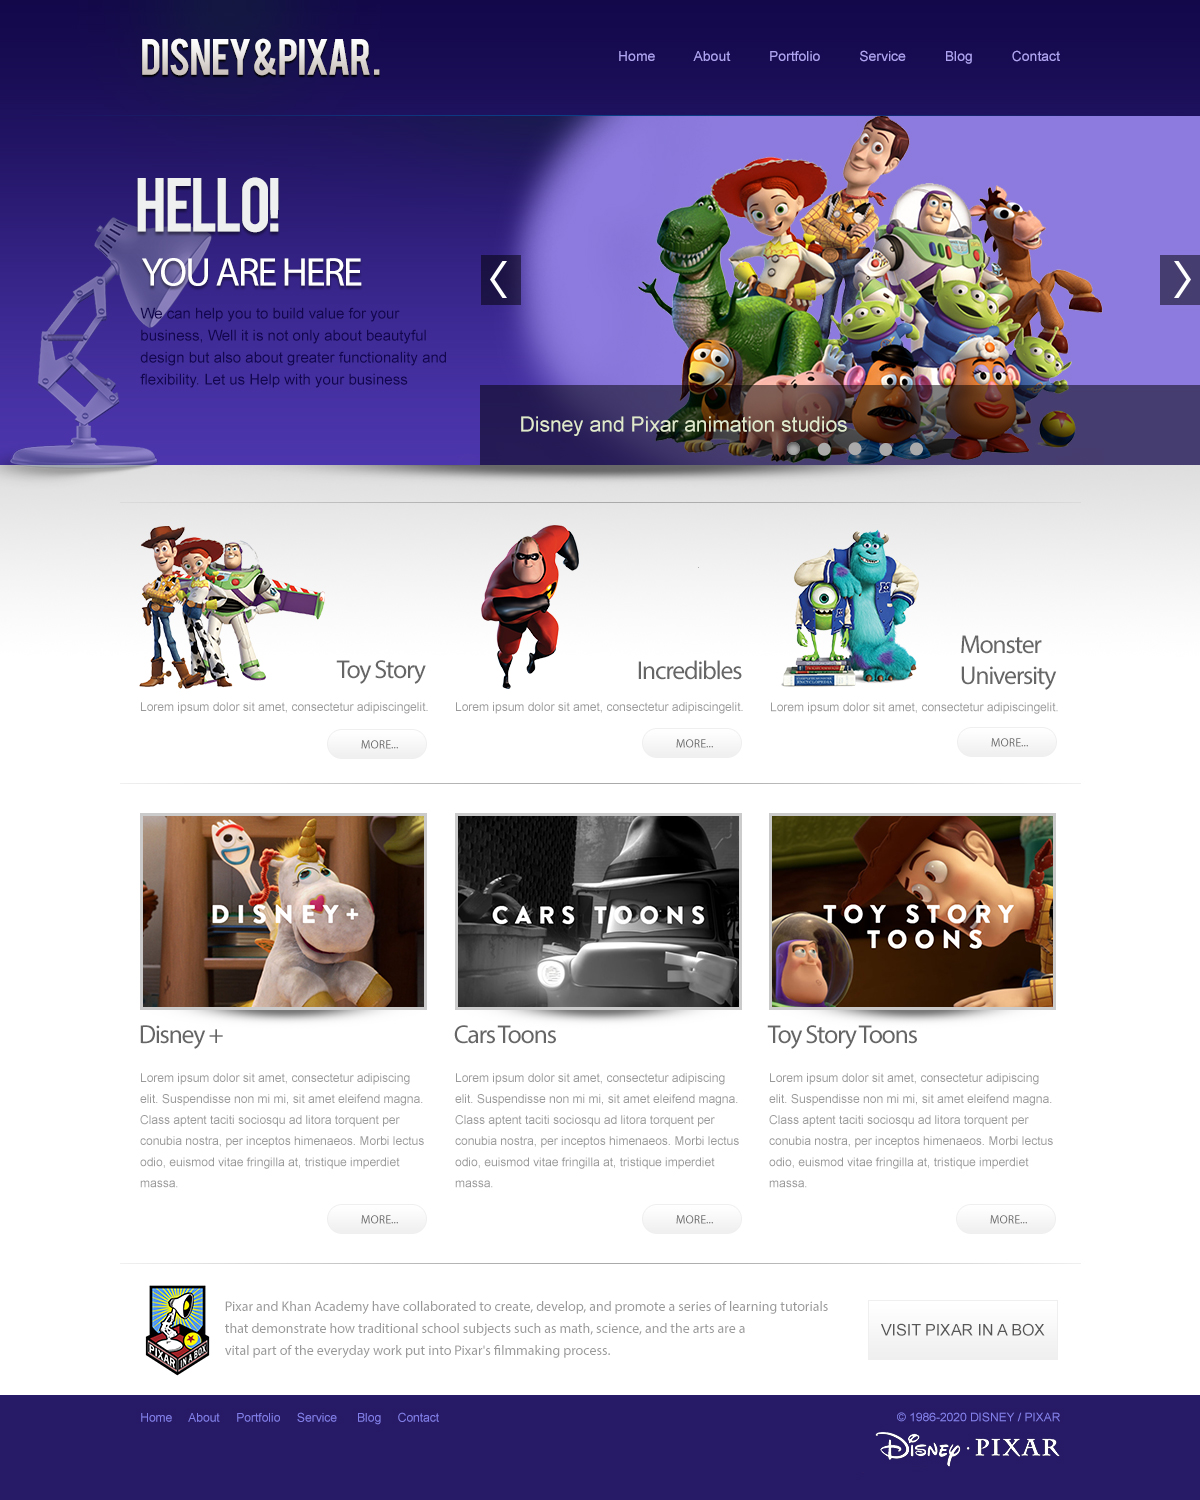 DISNEY&PIXAR.
Home About Portfolio Service Blog Contact
HELLO!
YOU ARE HERE
We can help you to build value for your
business, Well it is not only about beautyful
design but also about greater functionality and
flexibility. Let us Help with your business
Disney and Pixar animation studios
Toy Story
Lorem ipsum dolor sit amet, consectetur adipiscingelit.
MORE...
Incredibles
Lorem ipsum dolor sit amet, consectetur adipiscingelit.
MORE...
Monster
University
Lorem ipsum dolor sit amet, consectetur adipiscingelit.
MORE...
DISNEY+
CARS TOONS
TOY STORY
TOONS
Disney +
Lorem ipsum dolor sit amet, consectetur adipiscing
elit. Suspendisse non mi mi, sit amet eleifend magna.
Class aptent taciti sociosqu ad litora torquent per
conubia nostra, per inceptos himenaeos. Morbi lectus
odio, euismod vitae fringilla at, tristique imperdiet
massa.
MORE...
Cars Toons
Lorem ipsum dolor sit amet, consectetur adipiscing
elit. Suspendisse non mi mi, sit amet eleifend magna.
Class aptent taciti sociosqu ad litora torquent per
conubia nostra, per inceptos himenaeos. Morbi lectus
odio, euismod vitae fringilla at, tristique imperdiet
massa.
MORE...
Toy Story Toons
Lorem ipsum dolor sit amet, consectetur adipiscing
elit. Suspendisse non mi mi, sit amet eleifend magna.
Class aptent taciti sociosqu ad litora torquent per
conubia nostra, per inceptos himenaeos. Morbi lectus
odio, euismod vitae fringilla at, tristique imperdiet
massa.
MORE...
PIXAR IN A BOX
Pixar and Khan Academy have collaborated to create, develop, and promote a series of learning tutorials
that demonstrate how traditional school subjects such as math, science, and the arts are a
vital part of the everyday work put into Pixar's filmmaking process.
VISIT PIXAR IN A BOX
Home About Portfolio Service Blog Contact
© 1986-2020 DISNEY / PIXAR
Disney · PIXAR